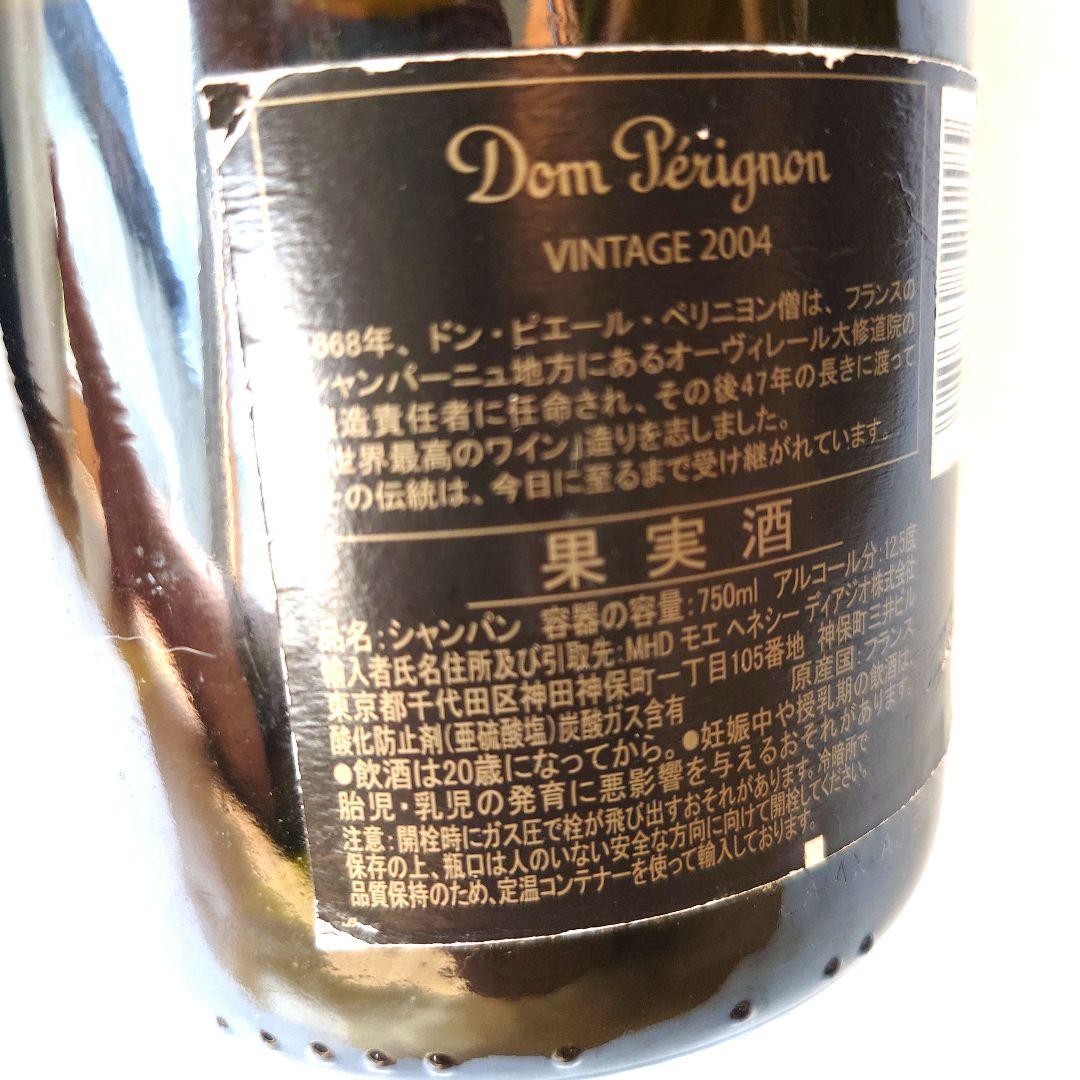 Dom Pérignon
VINTAGE 2004
668年、ドン・ピエール・ペリニヨン僧は、フランスの
シャンパーニュ地方にあるオーヴィレール大修道院の
造責任者に任命され、その後47年の長きに渡って
世界最高のワイン』造りを志しました。
の伝統は、今日に至るまで受け継がれています。
果実酒
品名:シャンパン 容器の容量:750ml アルコール分:12.5度
輸入者氏名住所及び引取先:MHD モエ ヘネシー ディアジオ株式会社
東京都千代田区神田神保町一丁目105番地 神保町三井ビル
酸化防止剤(亜硫酸塩)炭酸ガス含有 原産国:フランス
●飲酒は20歳になってから。●妊娠中や授乳期の飲酒は、
胎児・乳児の発育に悪影響を与えるおそれがあります。
注意:開栓時にガス圧で栓が飛び出すおそれがあります。冷暗所で
保存の上、瓶口は人のいない安全な方向に向けて開栓してください。
品質保持のため、定温コンテナーを使って輸入しております。